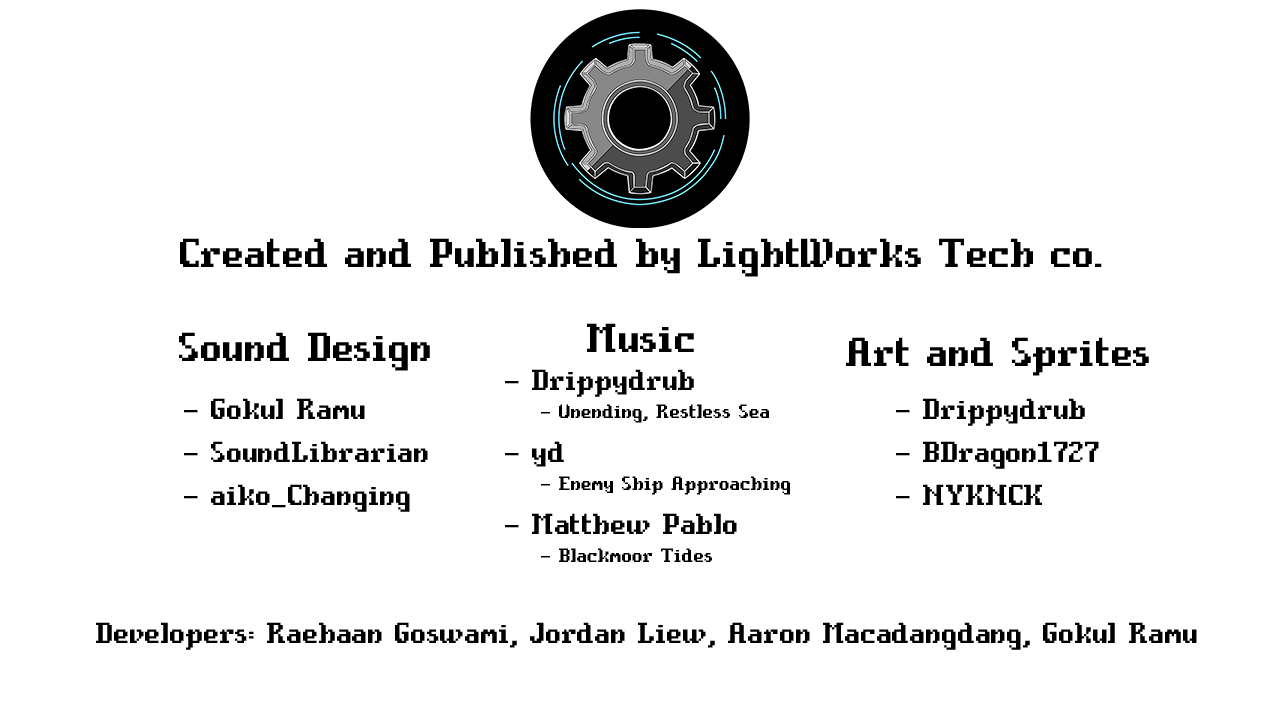 Created and Published by LightWorks Tech co.
Sound Design
- Gokul Ramu
- SoundLibrarian
- aiko_Changing
Music
- Drippydrub
- Unending, Restless Sea
- yd
- Enemy Ship Approaching
- Matthew Pablo
- Blackmoor Tides
Art and Sprites
- Drippydrub
- BDragon1727
- NYKNCK
Developers: Raehaan Goswami, Jordan Liew, Aaron Macadangdang, Gokul Ramu